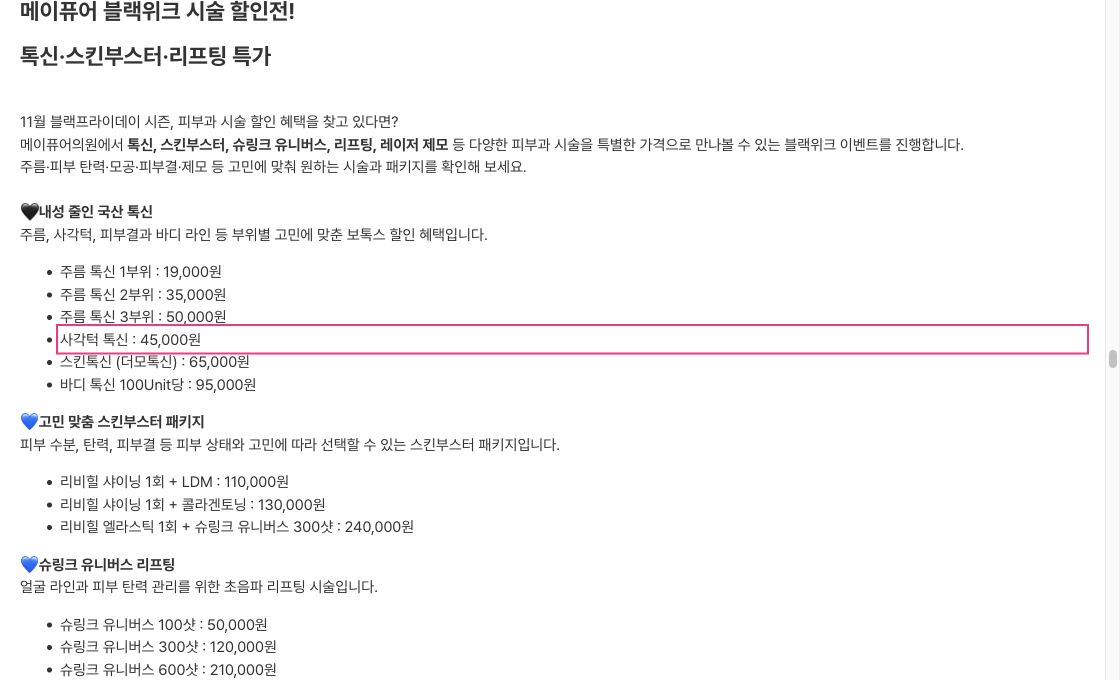 메이퓨어 블랙위크 시술 할인전!
톡신·스킨부스터·리프팅 특가
11월 블랙프라이데이 시즌, 피부과 시술 할인 혜택을 찾고 있다면?
메이퓨어의원에서 톡신, 스킨부스터, 슈링크 유니버스, 리프팅, 레이저 제모 등 다양한 피부과 시술을 특별한 가격으로 만나볼 수 있는 블랙위크 이벤트를 진행합니다.
주름·피부 탄력·모공·피부결·제모 등 고민에 맞춰 원하는 시술과 패키지를 확인해 보세요.
🖤내성 줄인 국산 톡신
주름, 사각턱, 피부결과 바디 라인 등 부위별 고민에 맞춘 보톡스 할인 혜택입니다.
• 주름 톡신 1부위 : 19,000원
• 주름 톡신 2부위 : 35,000원
• 주름 톡신 3부위 : 50,000원
• 사각턱 톡신 : 45,000원
• 스킨톡신 (더모톡신) : 65,000원
• 바디 톡신 100Unit당 : 95,000원
💙고민 맞춤 스킨부스터 패키지
피부 수분, 탄력, 피부결 등 피부 상태와 고민에 따라 선택할 수 있는 스킨부스터 패키지입니다.
• 리비힐 샤이닝 1회 + LDM : 110,000원
• 리비힐 샤이닝 1회 + 콜라겐토닝 : 130,000원
• 리비힐 엘라스틱 1회 + 슈링크 유니버스 300샷 : 240,000원
💙슈링크 유니버스 리프팅
얼굴 라인과 피부 탄력 관리를 위한 초음파 리프팅 시술입니다.
• 슈링크 유니버스 100샷 : 50,000원
• 슈링크 유니버스 300샷 : 120,000원
• 슈링크 유니버스 600샷 : 210,000원